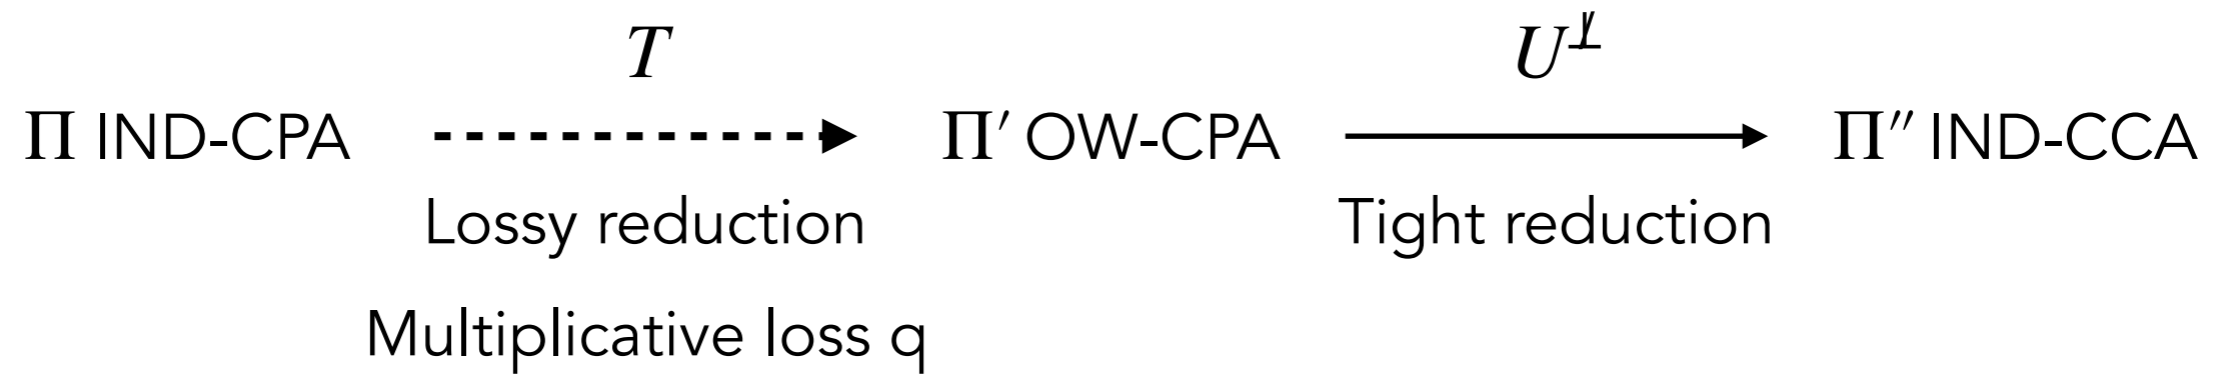 T U^⊥̸
Π IND-CPA Π′ OW-CPA Π″ IND-CCA
Lossy reduction Tight reduction
Multiplicative loss q